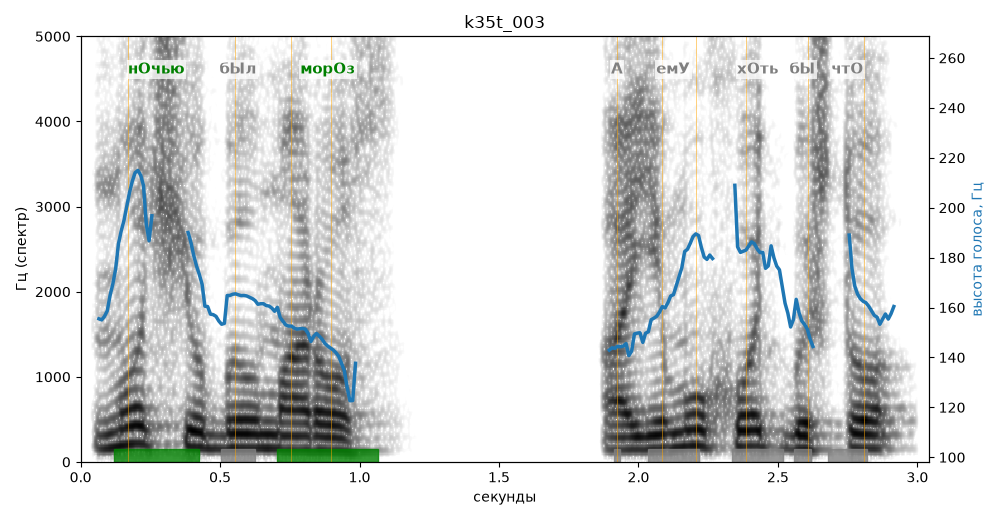 k35t_003
5000
4000
3000
2000
1000
0
Гц (спектр)
нОчью бЫл морОз А емУ хОть бЫ чтО
260
240
220
200
180
160
140
120
100
высота голоса, Гц
0.0 0.5 1.0 1.5 2.0 2.5 3.0
секунды